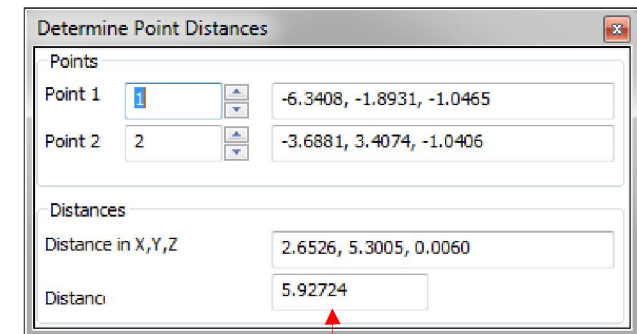 Determine Point Distances
Points
Point 1 1 -6.3408, -1.8931, -1.0465
Point 2 2 -3.6881, 3.4074, -1.0406
Distances
Distance in X,Y,Z 2.6526, 5.3005, 0.0060
Distanc 5.92724